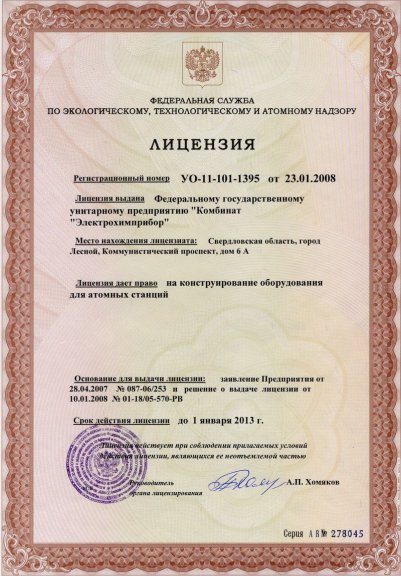 ФЕДЕРАЛЬНАЯ СЛУЖБА
ПО ЭКОЛОГИЧЕСКОМУ, ТЕХНОЛОГИЧЕСКОМУ И АТОМНОМУ НАДЗОРУ
ЛИЦЕНЗИЯ
Регистрационный номер УО-11-101-1395 от 23.01.2008
Лицензия выдана Федеральному государственному
унитарному предприятию "Комбинат
"Электрохимприбор"
Место нахождения лицензиата: Свердловская область, город
Лесной, Коммунистический проспект, дом 6 А
Лицензия дает право на конструирование оборудования
для атомных станций
Основание для выдачи лицензии: заявление Предприятия от
28.04.2007 № 087-06/253 и решение о выдаче лицензии от
10.01.2008 № 01-18/05-570-РВ
Срок действия лицензии до 1 января 2013 г.
Лицензия действует при соблюдении прилагаемых условий
действия лицензии, являющихся ее неотъемлемой частью
Руководитель
органа лицензирования
А.П. Хомяков
Серия А В № 278045